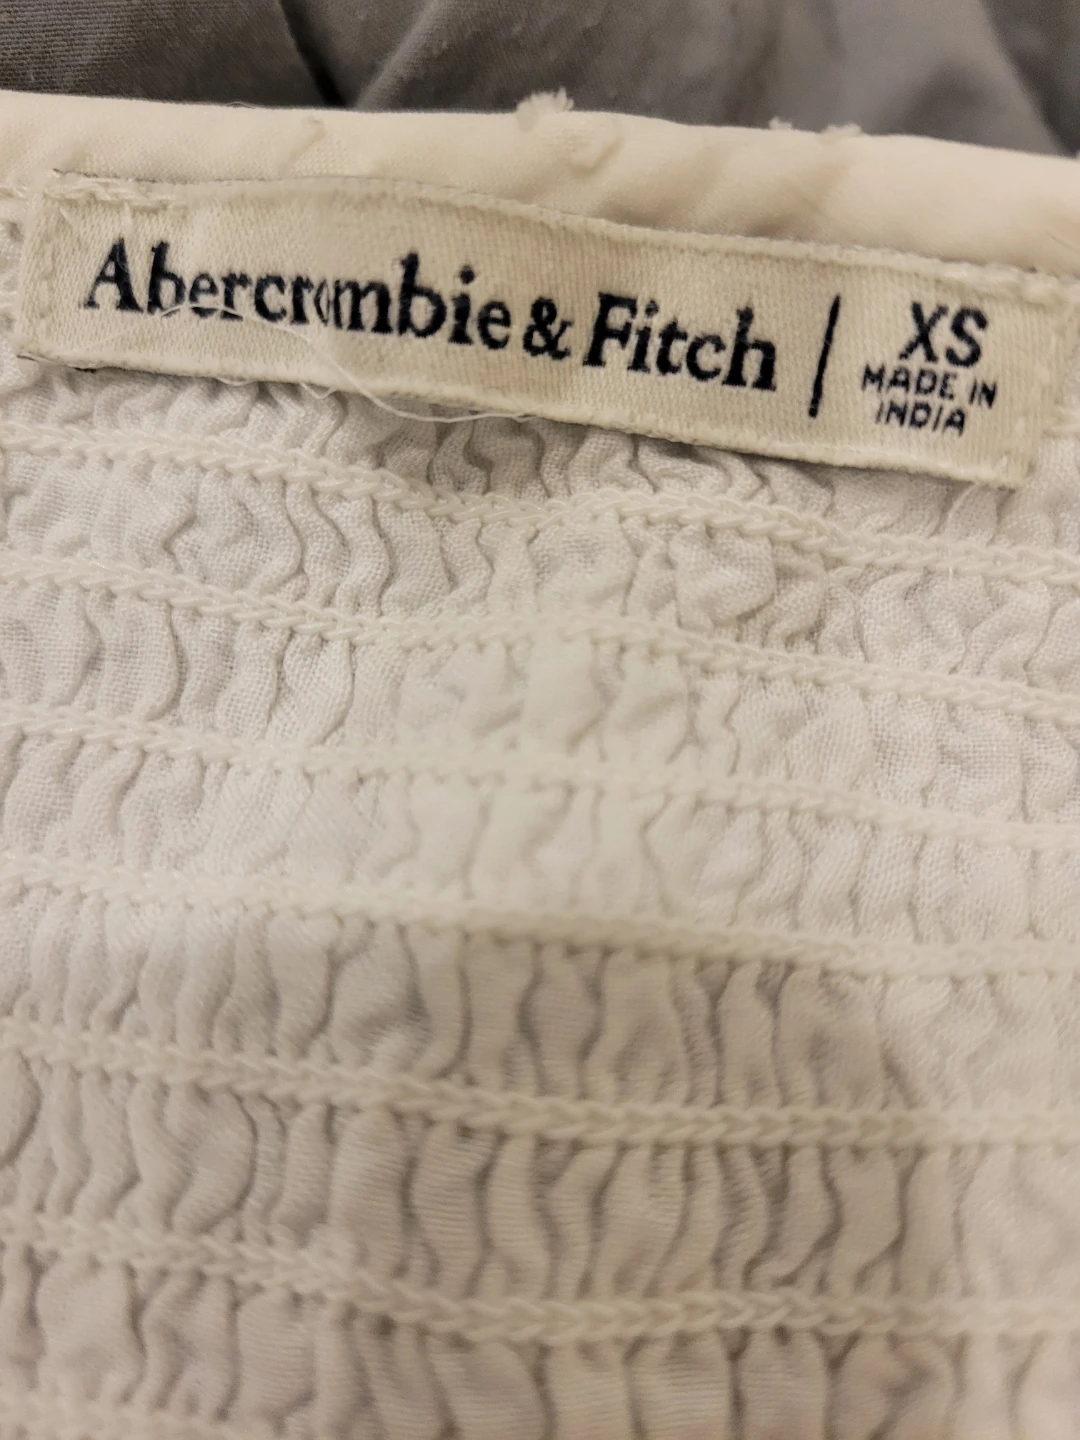 Abercrombie & Fitch | XS
MADE IN
INDIA